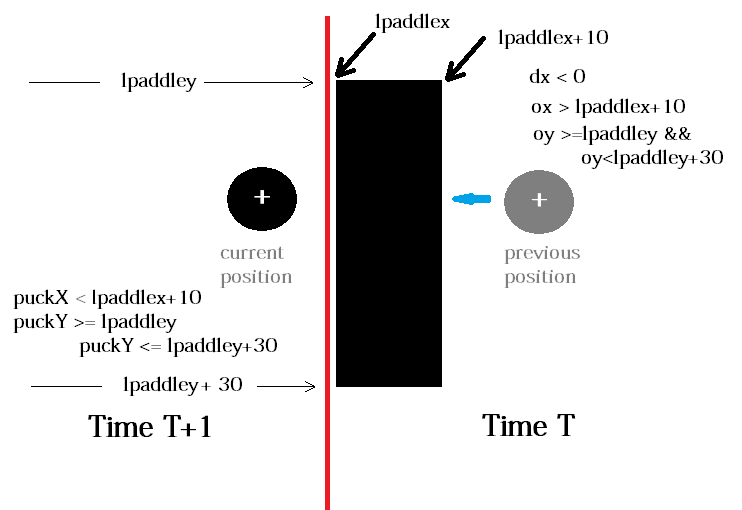 lpaddlex
lpaddlex+10
lpaddley
dx < 0
ox > lpaddlex+10
oy >=lpaddley &&
oy<lpaddley+30
+
+
current
position
previous
position
puckX < lpaddlex+10
puckY >= lpaddley
puckY <= lpaddley+30
lpaddley+ 30
Time T+1
Time T